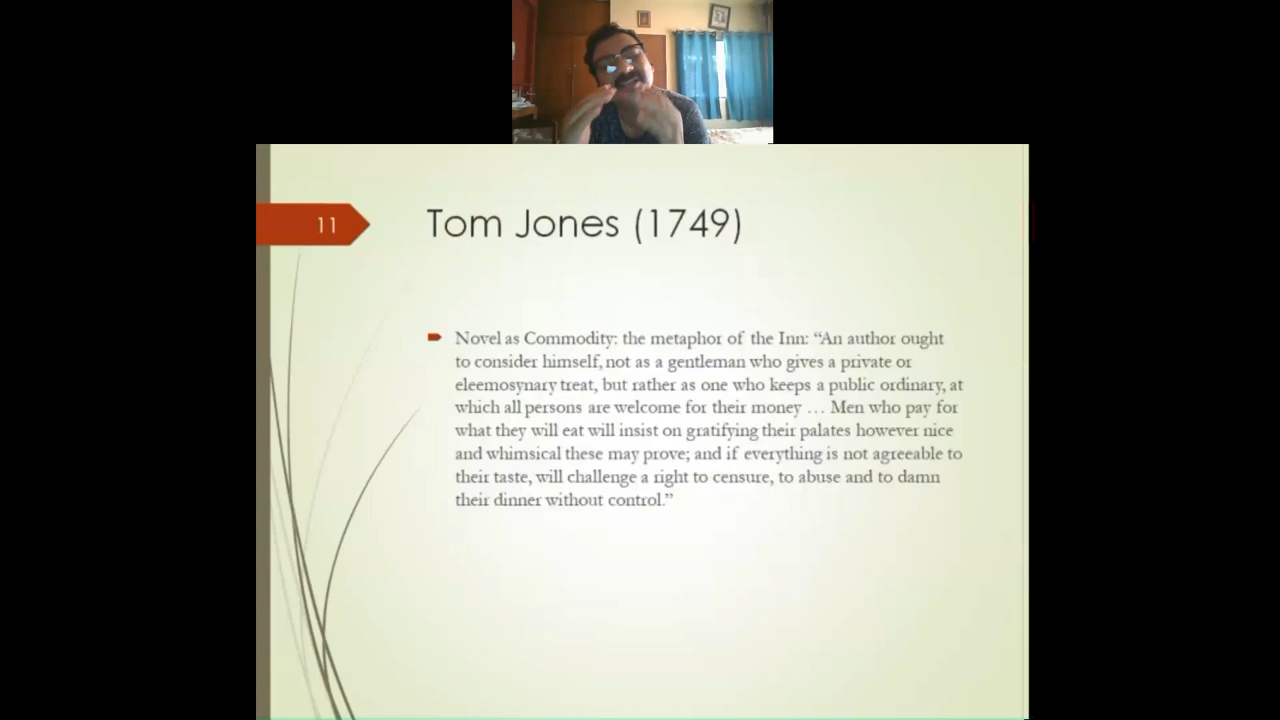 11
Tom Jones (1749)
Novel as Commodity: the metaphor of the Inn: “An author ought
to consider himself, not as a gentleman who gives a private or
eleemosynary treat, but rather as one who keeps a public ordinary, at
which all persons are welcome for their money … Men who pay for
what they will eat will insist on gratifying their palates however nice
and whimsical these may prove; and if everything is not agreeable to
their taste, will challenge a right to censure, to abuse and to damn
their dinner without control.”